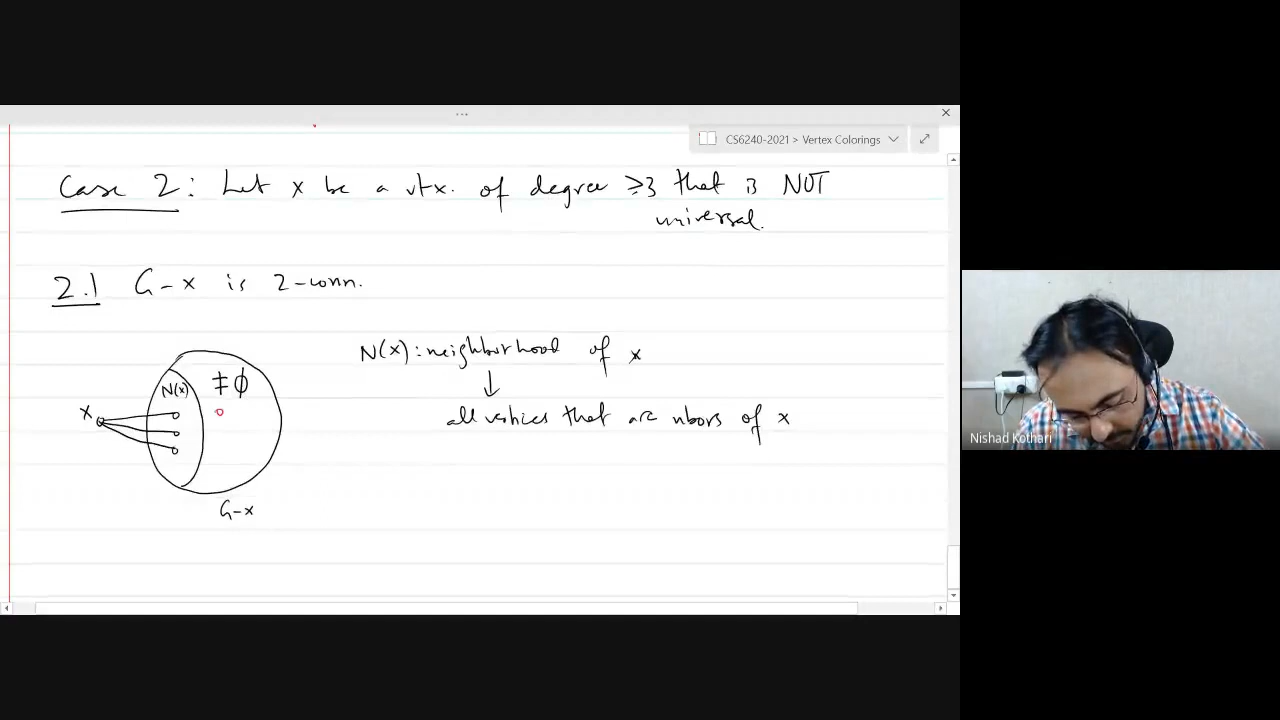 CS6240-2021 > Vertex Colorings
Case 2: Let x be a vtx. of degree ≥3 that is NOT
universal.
2.1 G-x is 2-conn.
N(x): neighborhood of x
N(x) ≠ ϕ
x
all vertices that are nbors of x
G-x
Nishad Kothari